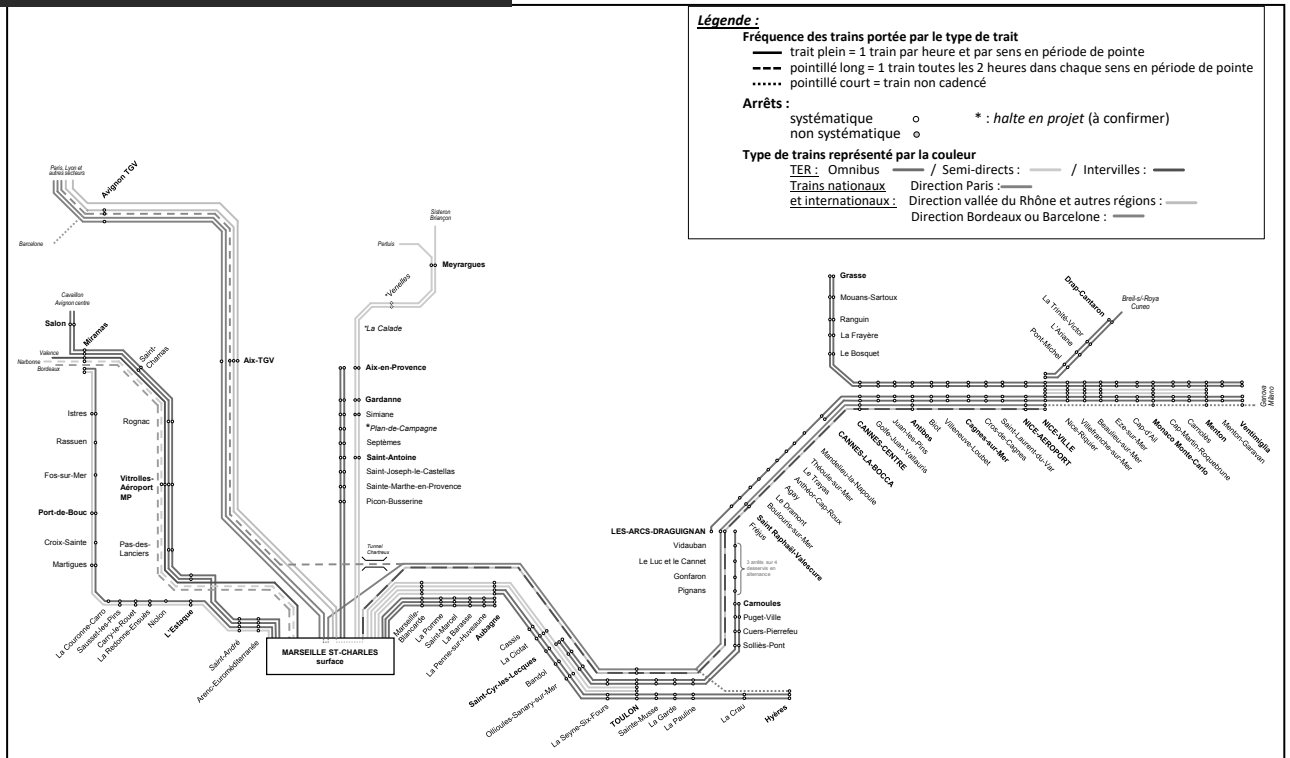 Légende :
Fréquence des trains portée par le type de trait
trait plein = 1 train par heure et par sens en période de pointe
pointillé long = 1 train toutes les 2 heures dans chaque sens en période de pointe
pointillé court = train non cadencé
Arrêts :
systématique
* : halte en projet (à confirmer)
non systématique
Type de trains représenté par la couleur
TER : Omnibus / Semi-directs : / Intervilles :
Trains nationaux Direction Paris :
et internationaux : Direction vallée du Rhône et autres régions :
Direction Bordeaux ou Barcelone :
Paris, Lyon et
autres secteurs
Avignon TGV
Barcelone
Sisteron
Briançon
Pertuis
Meyrargues
*Venelles
*La Calade
Cavaillon
Avignon centre
Salon
Miramas
Saint-
Chamas
Valence
Narbonne
Bordeaux
Aix-TGV
Aix-en-Provence
Gardanne
Simiane
*Plan-de-Campagne
Septèmes
Saint-Antoine
Saint-Joseph-le-Castellas
Sainte-Marthe-en-Provence
Picon-Busserine
Istres
Rassuen
Fos-sur-Mer
Port-de-Bouc
Croix-Sainte
Martigues
Rognac
Vitrolles-
Aéroport
MP
Pas-des-
Lanciers
Tunnel
Chartreux
La Couronne-Carro
Sausset-les-Pins
Carry-le-Rouet
La Redonne-Ensuès
Niolon
L'Estaque
Saint-André
Arenc-Euroméditerranée
MARSEILLE ST-CHARLES
surface
Marseille-
Blancarde
La Pomme
Saint-Marcel
La Barasse
La Penne-sur-Huveaune
Aubagne
Cassis
La Ciotat
Saint-Cyr-les-Lecques
Bandol
Ollioules-Sanary-sur-Mer
La Seyne-Six-Fours
TOULON
Sainte-Musse
La Garde
La Pauline
La Crau
Hyères
LES-ARCS-DRAGUIGNAN
Vidauban
Le Luc et le Cannet
Gonfaron
Pignans
3 arrêts sur 4
desservis en
alternance
Carnoules
Puget-Ville
Cuers-Pierrefeu
Solliès-Pont
Fréjus
Saint Raphaël-Valescure
Boulouris-sur-Mer
Le Dramont
Agay
Anthéor-Cap-Roux
Le Trayas
Théoule-sur-Mer
Mandelieu-la-Napoule
CANNES-LA-BOCCA
CANNES-CENTRE
Golfe-Juan-Vallauris
Juan-les-Pins
Antibes
Biot
Villeneuve-Loubet
Cagnes-sur-Mer
Cros-de-Cagnes
Saint-Laurent-du-Var
NICE-AEROPORT
NICE-VILLE
Nice-Riquier
Villefranche-sur-Mer
Beaulieu-sur-Mer
Eze-sur-Mer
Cap-d'Ail
Monaco Monte-Carlo
Cap-Martin-Roquebrune
Carnolès
Menton
Menton-Garavan
Ventimiglia
Genova
Milano
Grasse
Mouans-Sartoux
Ranguin
La Frayère
Le Bosquet
Drap-Cantaron
La Trinité-Victor
L'Ariane
Pont-Michel
Breil-s/-Roya
Cuneo